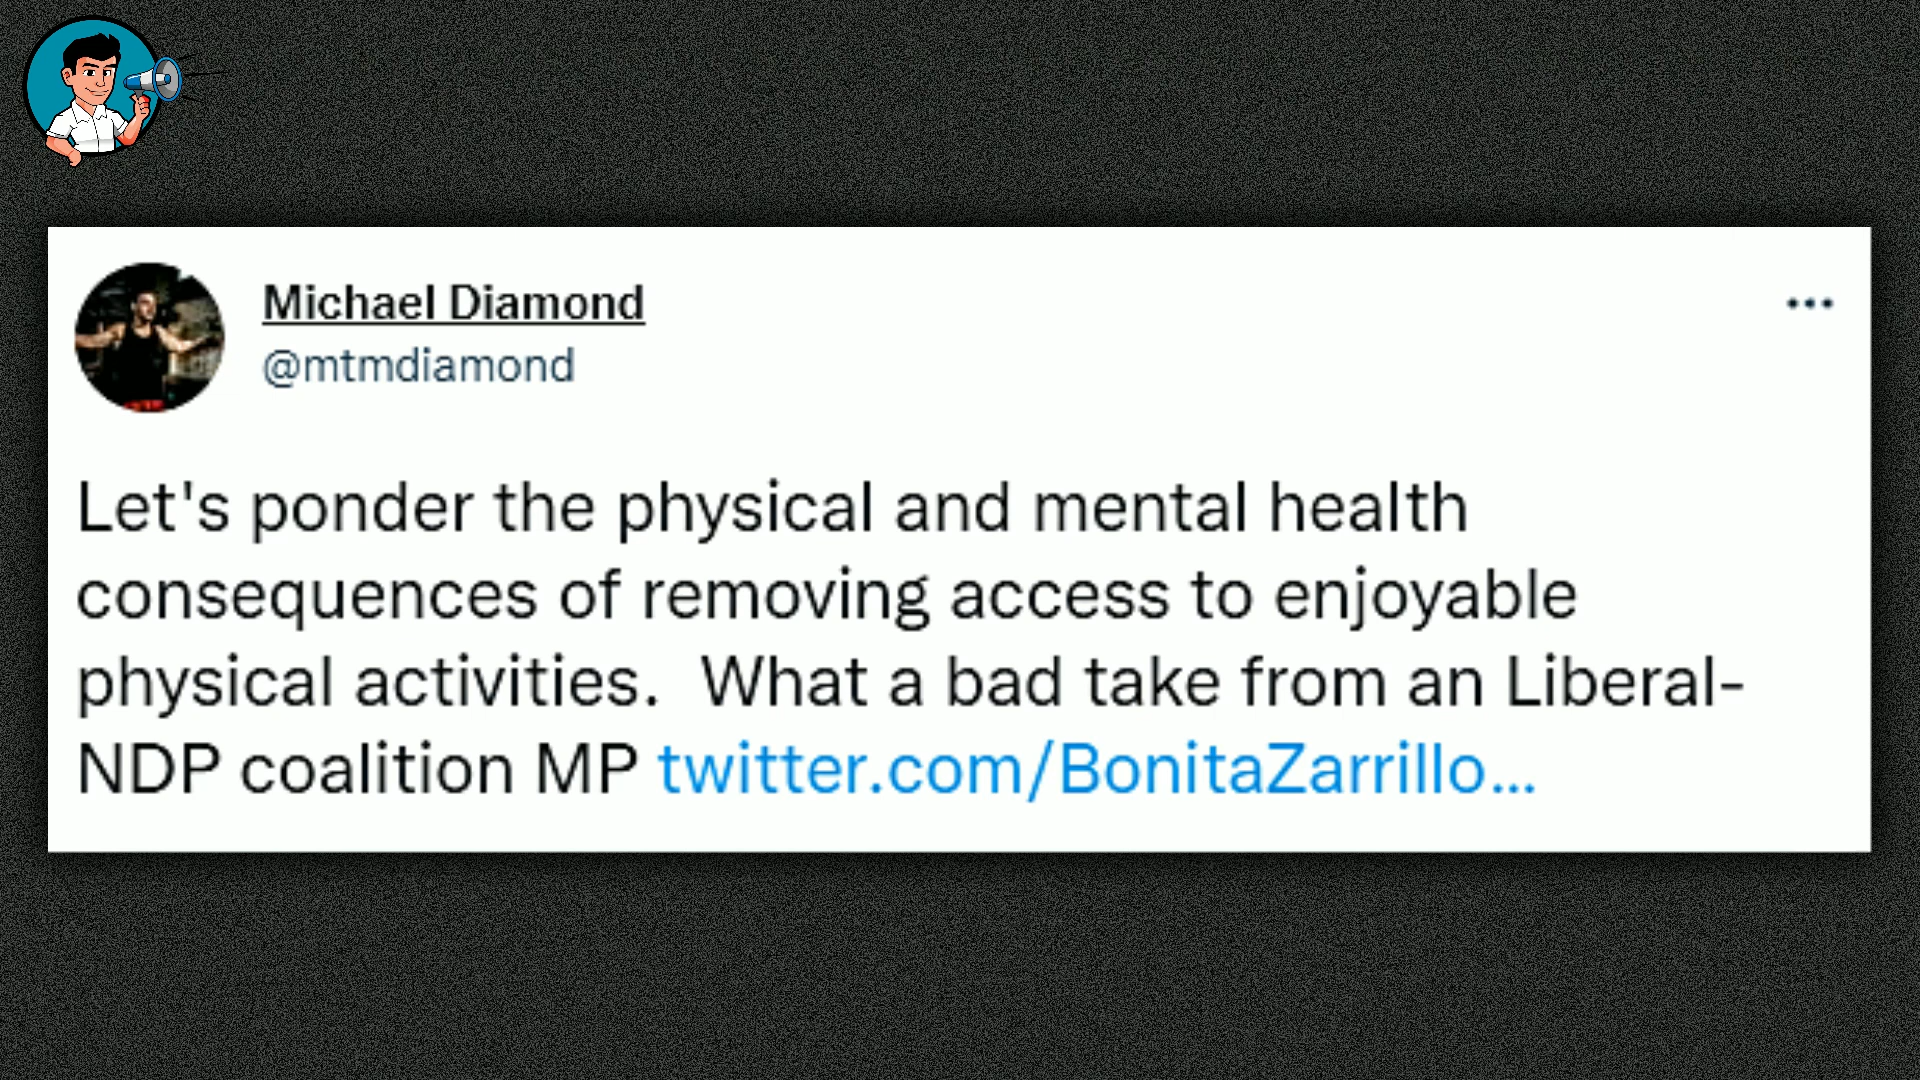 Michael Diamond
@mtmdiamond
Let's ponder the physical and mental health
consequences of removing access to enjoyable
physical activities.  What a bad take from an Liberal-
NDP coalition MP twitter.com/BonitaZarrillo...